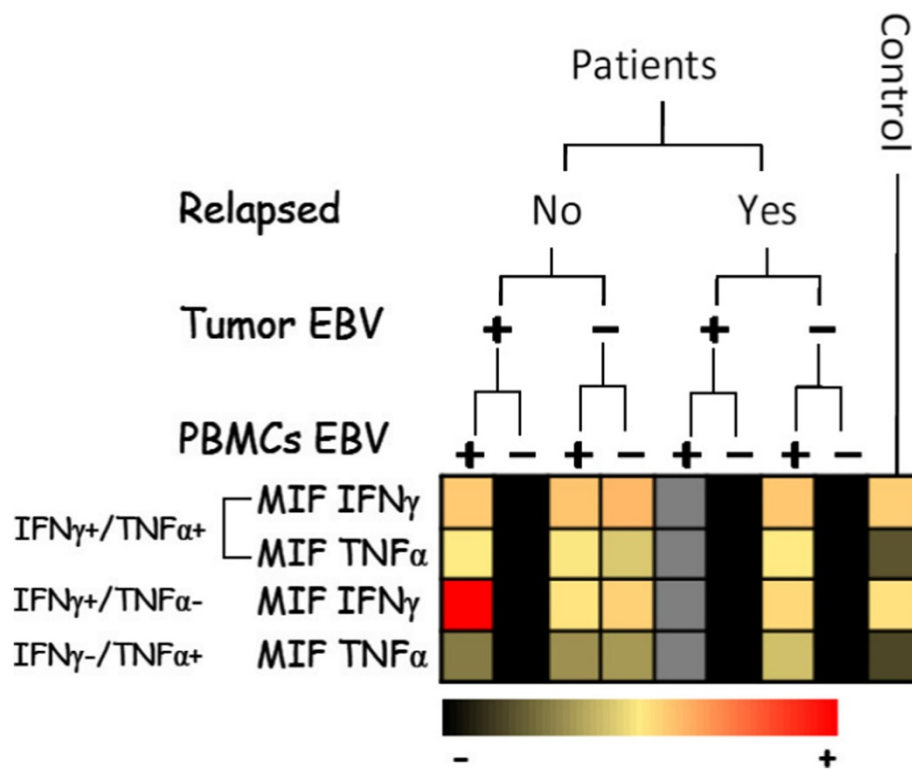 Patients
Control
Relapsed No Yes
Tumor EBV + − + −
PBMCs EBV + − + − + − + −
IFNγ+/TNFα+ MIF IFNγ
MIF TNFα
IFNγ+/TNFα- MIF IFNγ
IFNγ-/TNFα+ MIF TNFα
− +